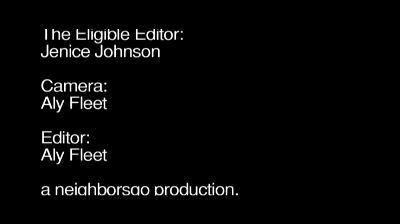 The Eligible Editor:
Jenice Johnson
Camera:
Aly Fleet
Editor:
Aly Fleet
a neighborsgo production.